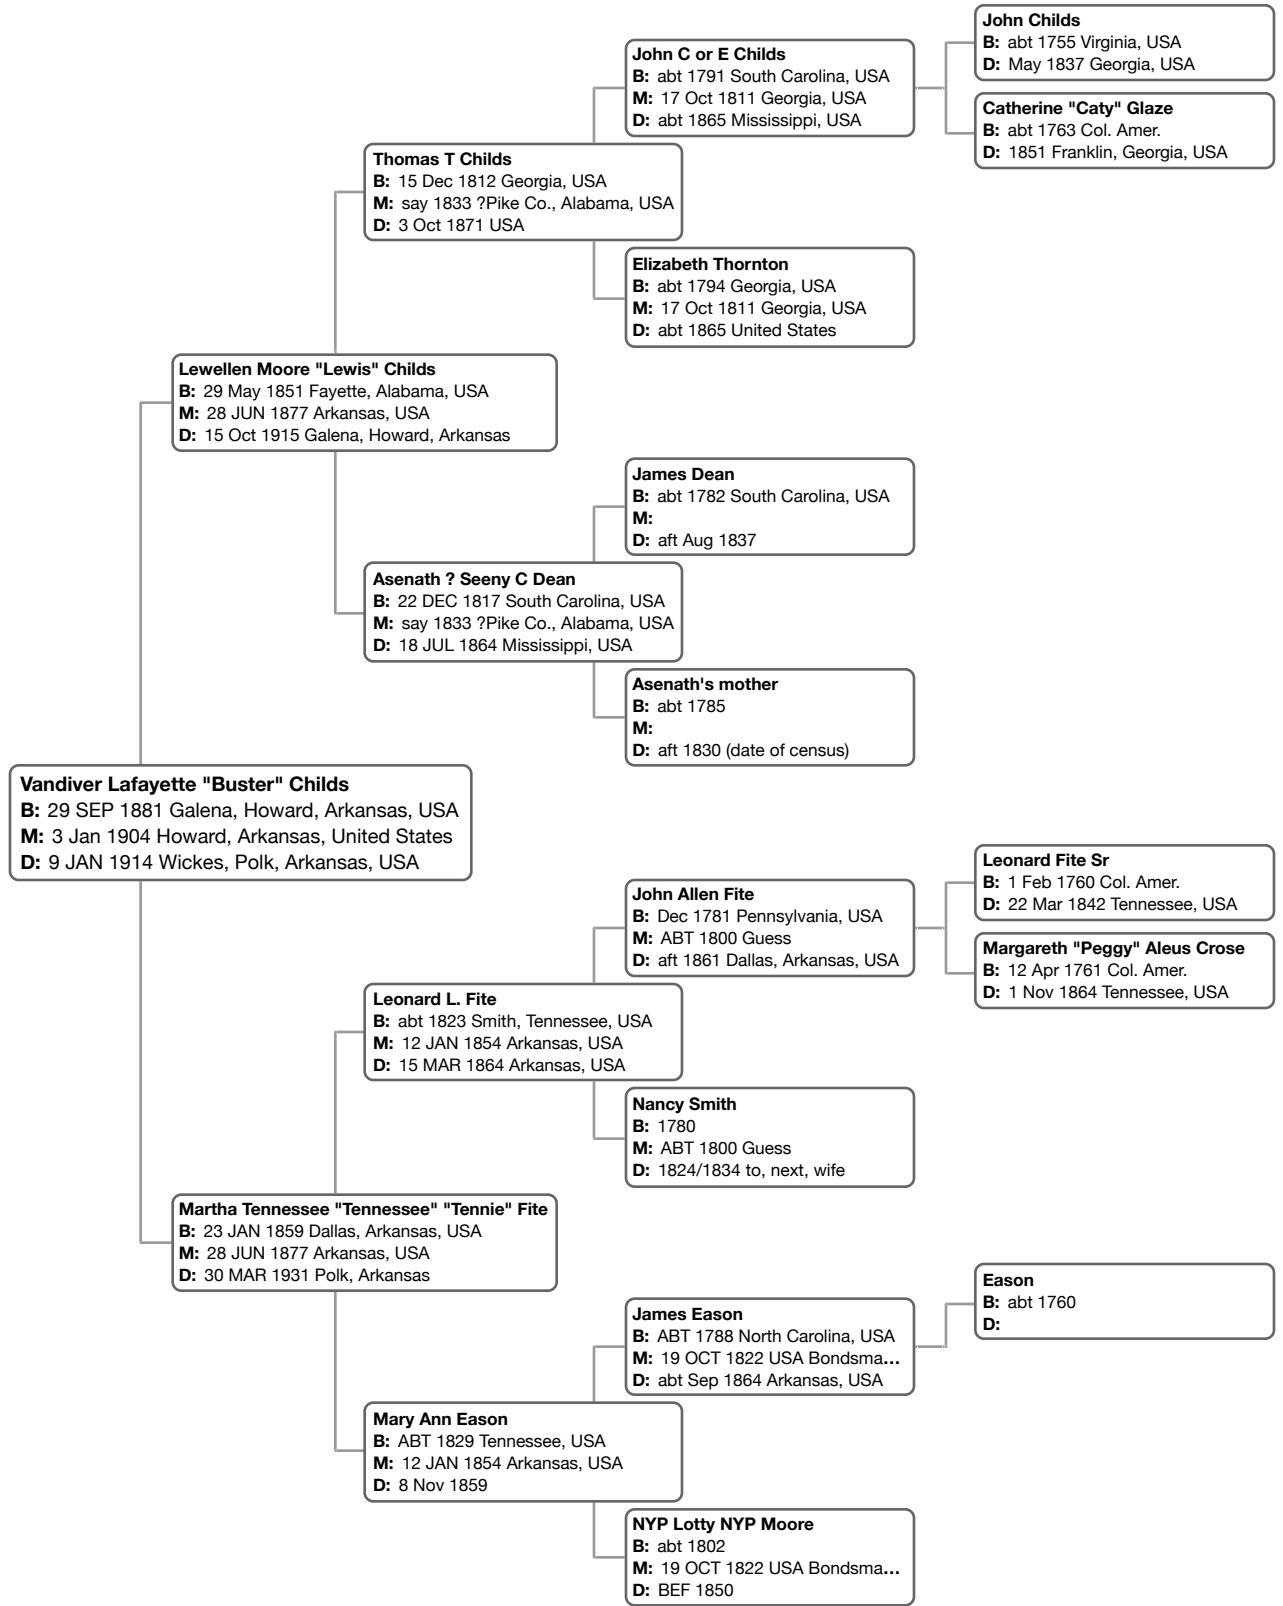 John Childs
B: abt 1755 Virginia, USA
D: May 1837 Georgia, USA
John C or E Childs
B: abt 1791 South Carolina, USA
M: 17 Oct 1811 Georgia, USA
D: abt 1865 Mississippi, USA
Catherine "Caty" Glaze
B: abt 1763 Col. Amer.
D: 1851 Franklin, Georgia, USA
Thomas T Childs
B: 15 Dec 1812 Georgia, USA
M: say 1833 ?Pike Co., Alabama, USA
D: 3 Oct 1871 USA
Elizabeth Thornton
B: abt 1794 Georgia, USA
M: 17 Oct 1811 Georgia, USA
D: abt 1865 United States
Lewellen Moore "Lewis" Childs
B: 29 May 1851 Fayette, Alabama, USA
M: 28 JUN 1877 Arkansas, USA
D: 15 Oct 1915 Galena, Howard, Arkansas
James Dean
B: abt 1782 South Carolina, USA
M:
D: aft Aug 1837
Asenath ? Seeny C Dean
B: 22 DEC 1817 South Carolina, USA
M: say 1833 ?Pike Co., Alabama, USA
D: 18 JUL 1864 Mississippi, USA
Asenath's mother
B: abt 1785
M:
D: aft 1830 (date of census)
Vandiver Lafayette "Buster" Childs
B: 29 SEP 1881 Galena, Howard, Arkansas, USA
M: 3 Jan 1904 Howard, Arkansas, United States
D: 9 JAN 1914 Wickes, Polk, Arkansas, USA
Leonard Fite Sr
B: 1 Feb 1760 Col. Amer.
D: 22 Mar 1842 Tennessee, USA
John Allen Fite
B: Dec 1781 Pennsylvania, USA
M: ABT 1800 Guess
D: aft 1861 Dallas, Arkansas, USA
Margareth "Peggy" Aleus Crose
B: 12 Apr 1761 Col. Amer.
D: 1 Nov 1864 Tennessee, USA
Leonard L. Fite
B: abt 1823 Smith, Tennessee, USA
M: 12 JAN 1854 Arkansas, USA
D: 15 MAR 1864 Arkansas, USA
Nancy Smith
B: 1780
M: ABT 1800 Guess
D: 1824/1834 to, next, wife
Martha Tennessee "Tennessee" "Tennie" Fite
B: 23 JAN 1859 Dallas, Arkansas, USA
M: 28 JUN 1877 Arkansas, USA
D: 30 MAR 1931 Polk, Arkansas
Eason
B: abt 1760
D:
James Eason
B: ABT 1788 North Carolina, USA
M: 19 OCT 1822 USA Bondsma...
D: abt Sep 1864 Arkansas, USA
Mary Ann Eason
B: ABT 1829 Tennessee, USA
M: 12 JAN 1854 Arkansas, USA
D: 8 Nov 1859
NYP Lotty NYP Moore
B: abt 1802
M: 19 OCT 1822 USA Bondsma...
D: BEF 1850